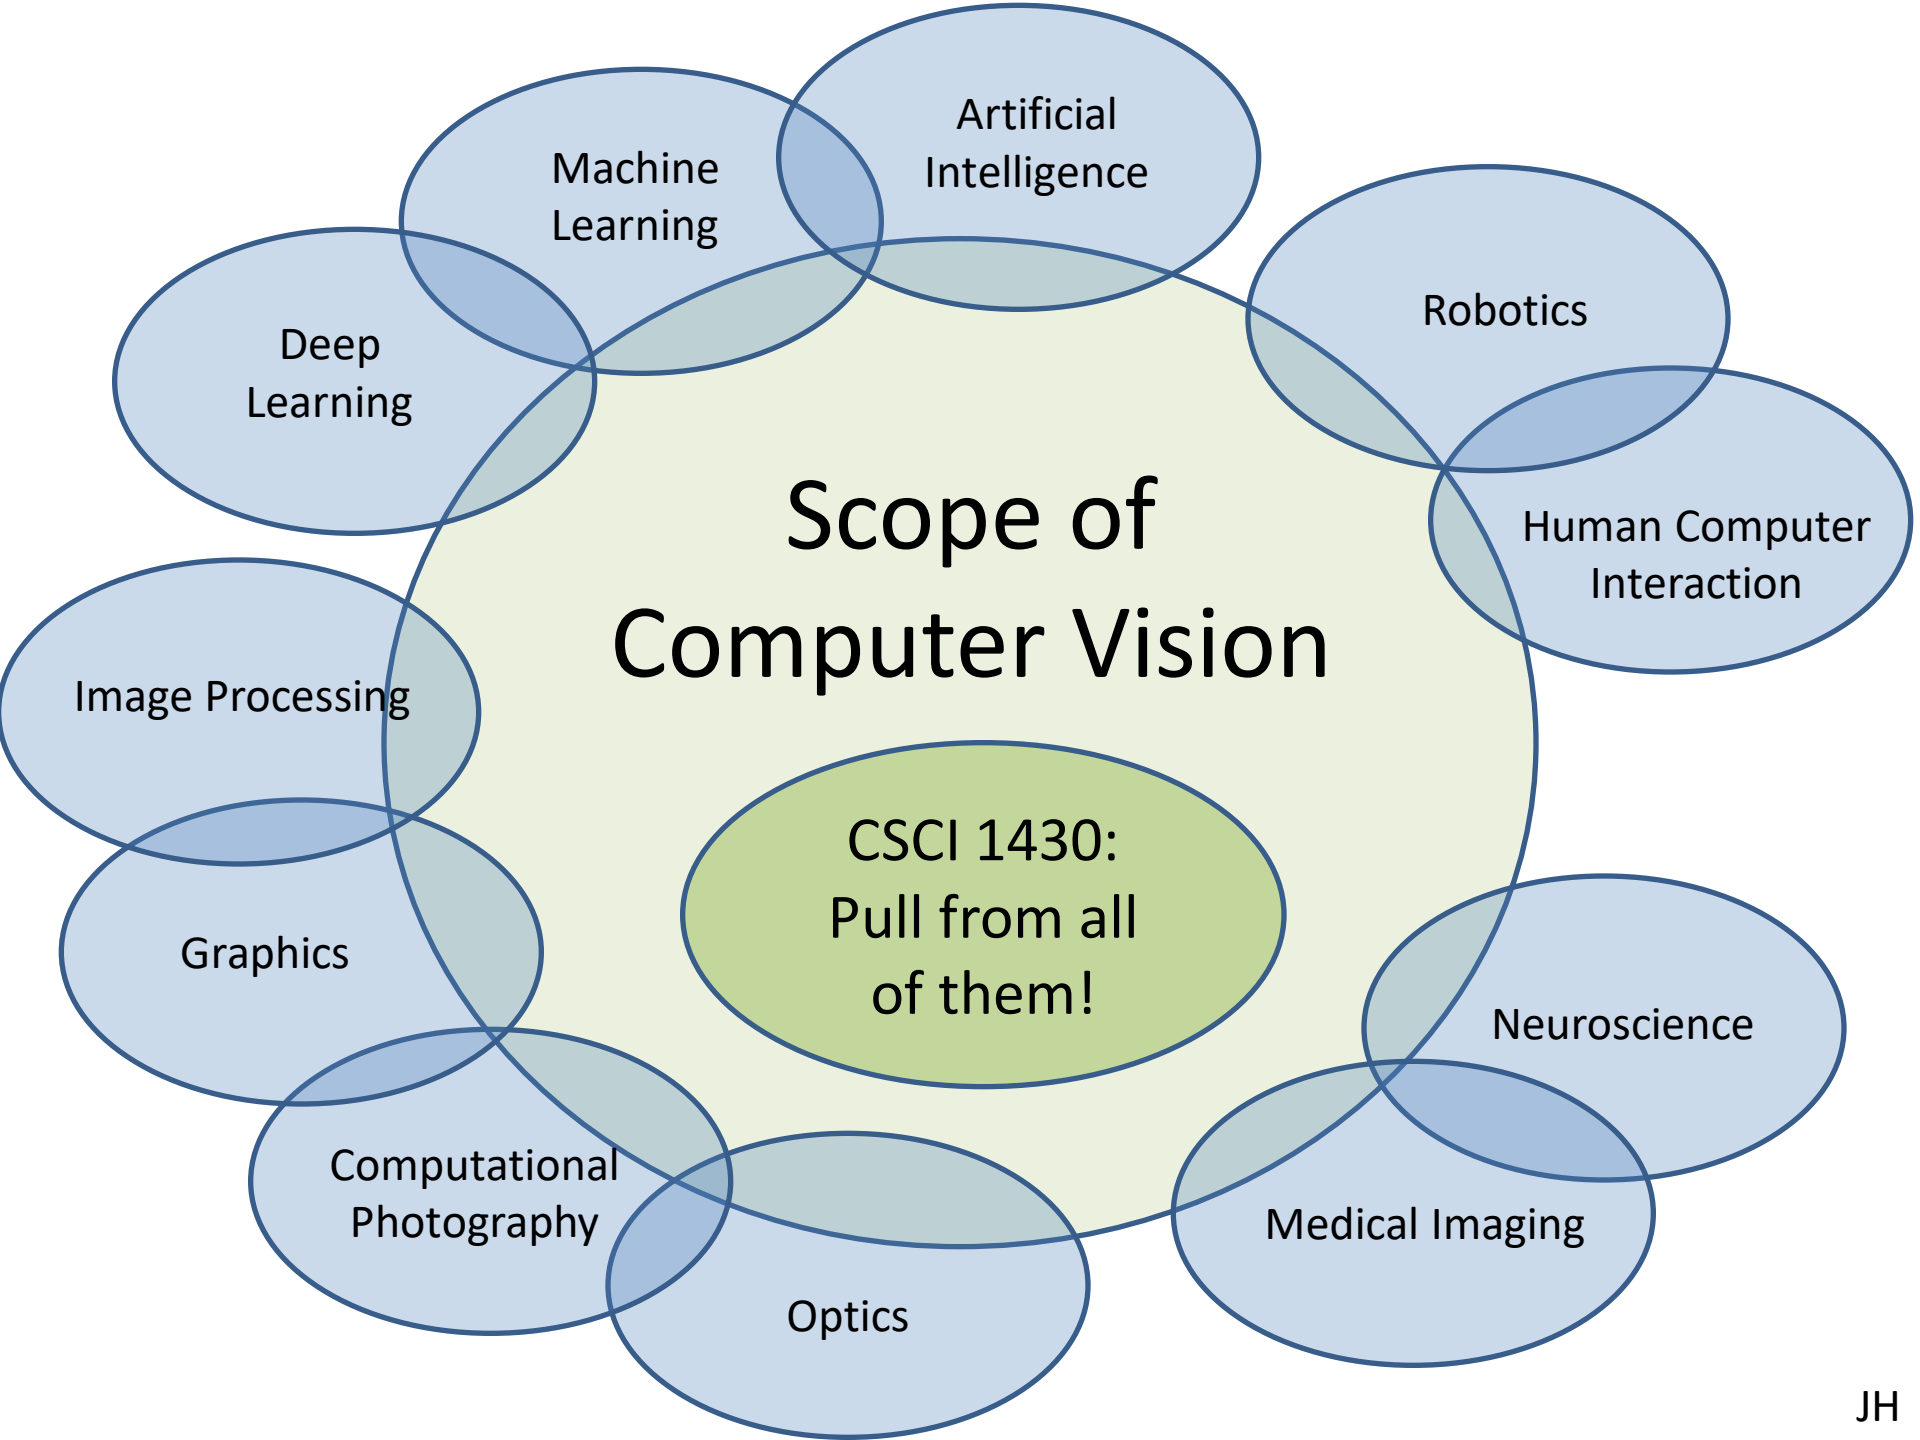 Artificial
Intelligence
Machine
Learning
Robotics
Deep
Learning
Scope of
Computer Vision
Human Computer
Interaction
Image Processing
CSCI 1430:
Pull from all
of them!
Graphics
Neuroscience
Computational
Photography
Medical Imaging
Optics
JH